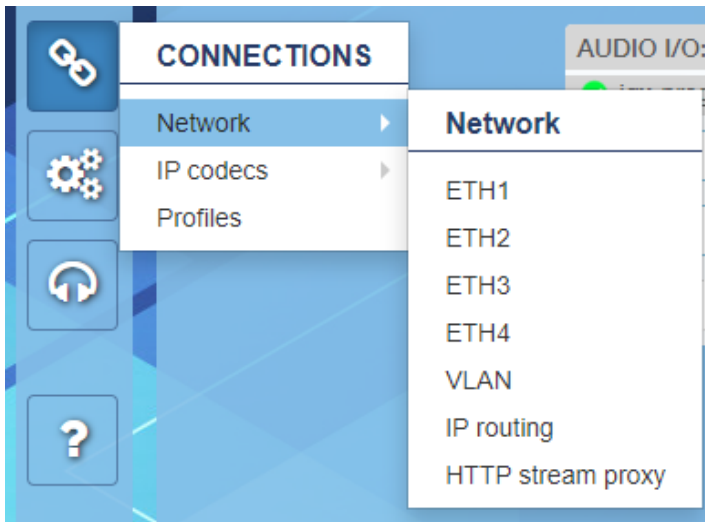 CONNECTIONS
AUDIO I/O:
Network
IP codecs
Profiles
Network
ETH1
ETH2
ETH3
ETH4
VLAN
IP routing
HTTP stream proxy
?